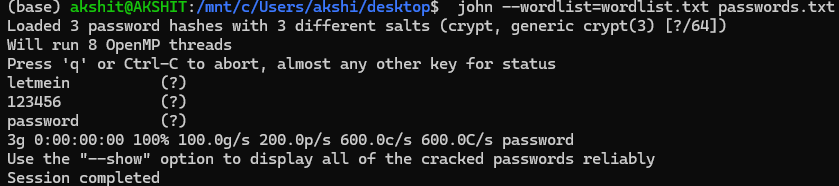 (base) akshit@AKSHIT:/mnt/c/Users/akshi/desktop$ john --wordlist=wordlist.txt passwords.txt
Loaded 3 password hashes with 3 different salts (crypt, generic crypt(3) [?/64])
Will run 8 OpenMP threads
Press 'q' or Ctrl-C to abort, almost any other key for status
letmein          (?)
123456           (?)
password         (?)
3g 0:00:00:00 100% 100.0g/s 200.0p/s 600.0c/s 600.0C/s password
Use the "--show" option to display all of the cracked passwords reliably
Session completed